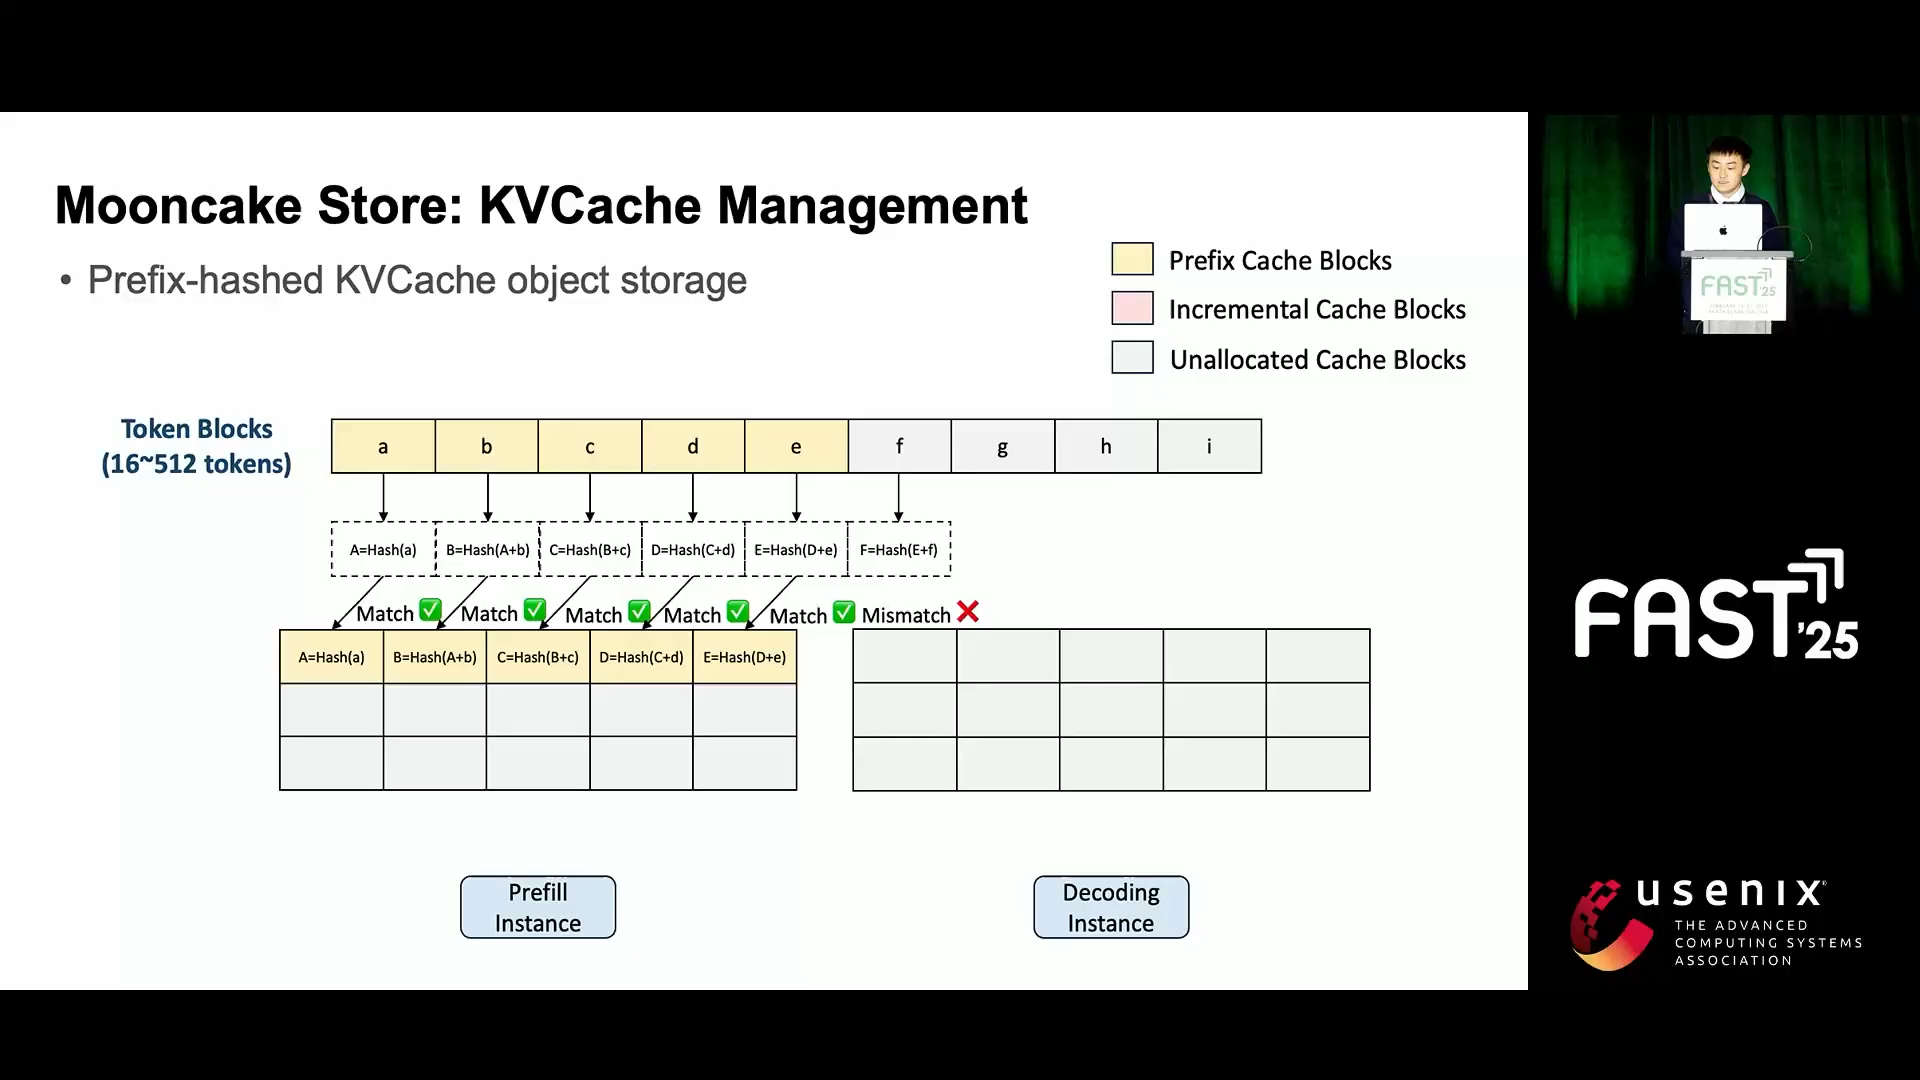 Mooncake Store: KVCache Management
• Prefix-hashed KVCache object storage
Prefix Cache Blocks
Incremental Cache Blocks
Unallocated Cache Blocks
Token Blocks
(16~512 tokens)
a b c d e f g h i
A=Hash(a) B=Hash(A+b) C=Hash(B+c) D=Hash(C+d) E=Hash(D+e) F=Hash(E+f)
Match ✅ Match ✅ Match ✅ Match ✅ Match ✅ Mismatch ❌
A=Hash(a) B=Hash(A+b) C=Hash(B+c) D=Hash(C+d) E=Hash(D+e)
Prefill
Instance
Decoding
Instance
FAST '25
FAST '25
usenix
THE ADVANCED
COMPUTING SYSTEMS
ASSOCIATION